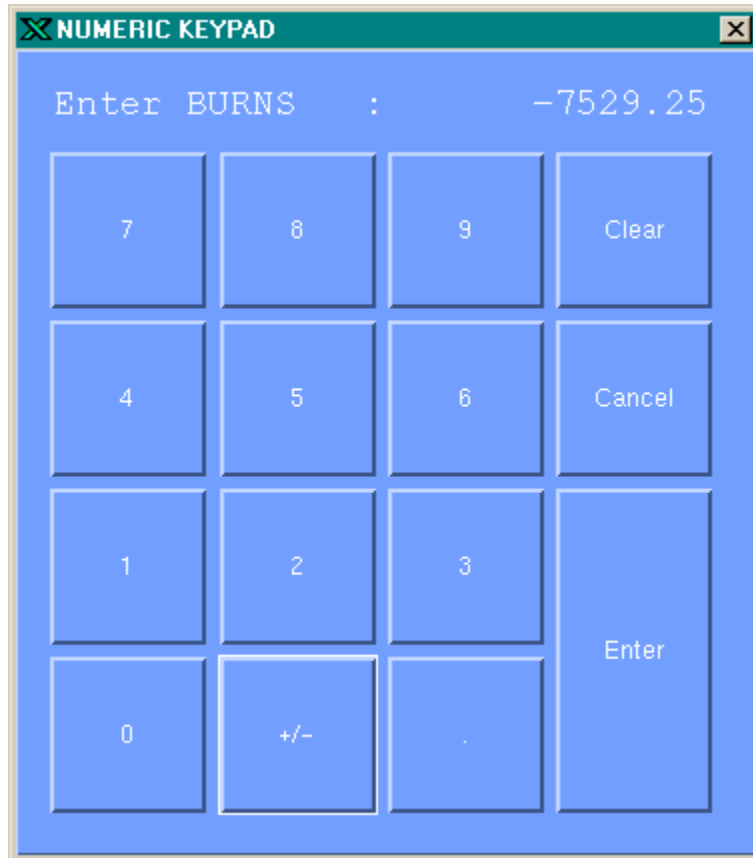 NUMERIC KEYPAD
Enter BURNS : -7529.25
7 8 9 Clear
4 5 6 Cancel
1 2 3
Enter
0 +/- .